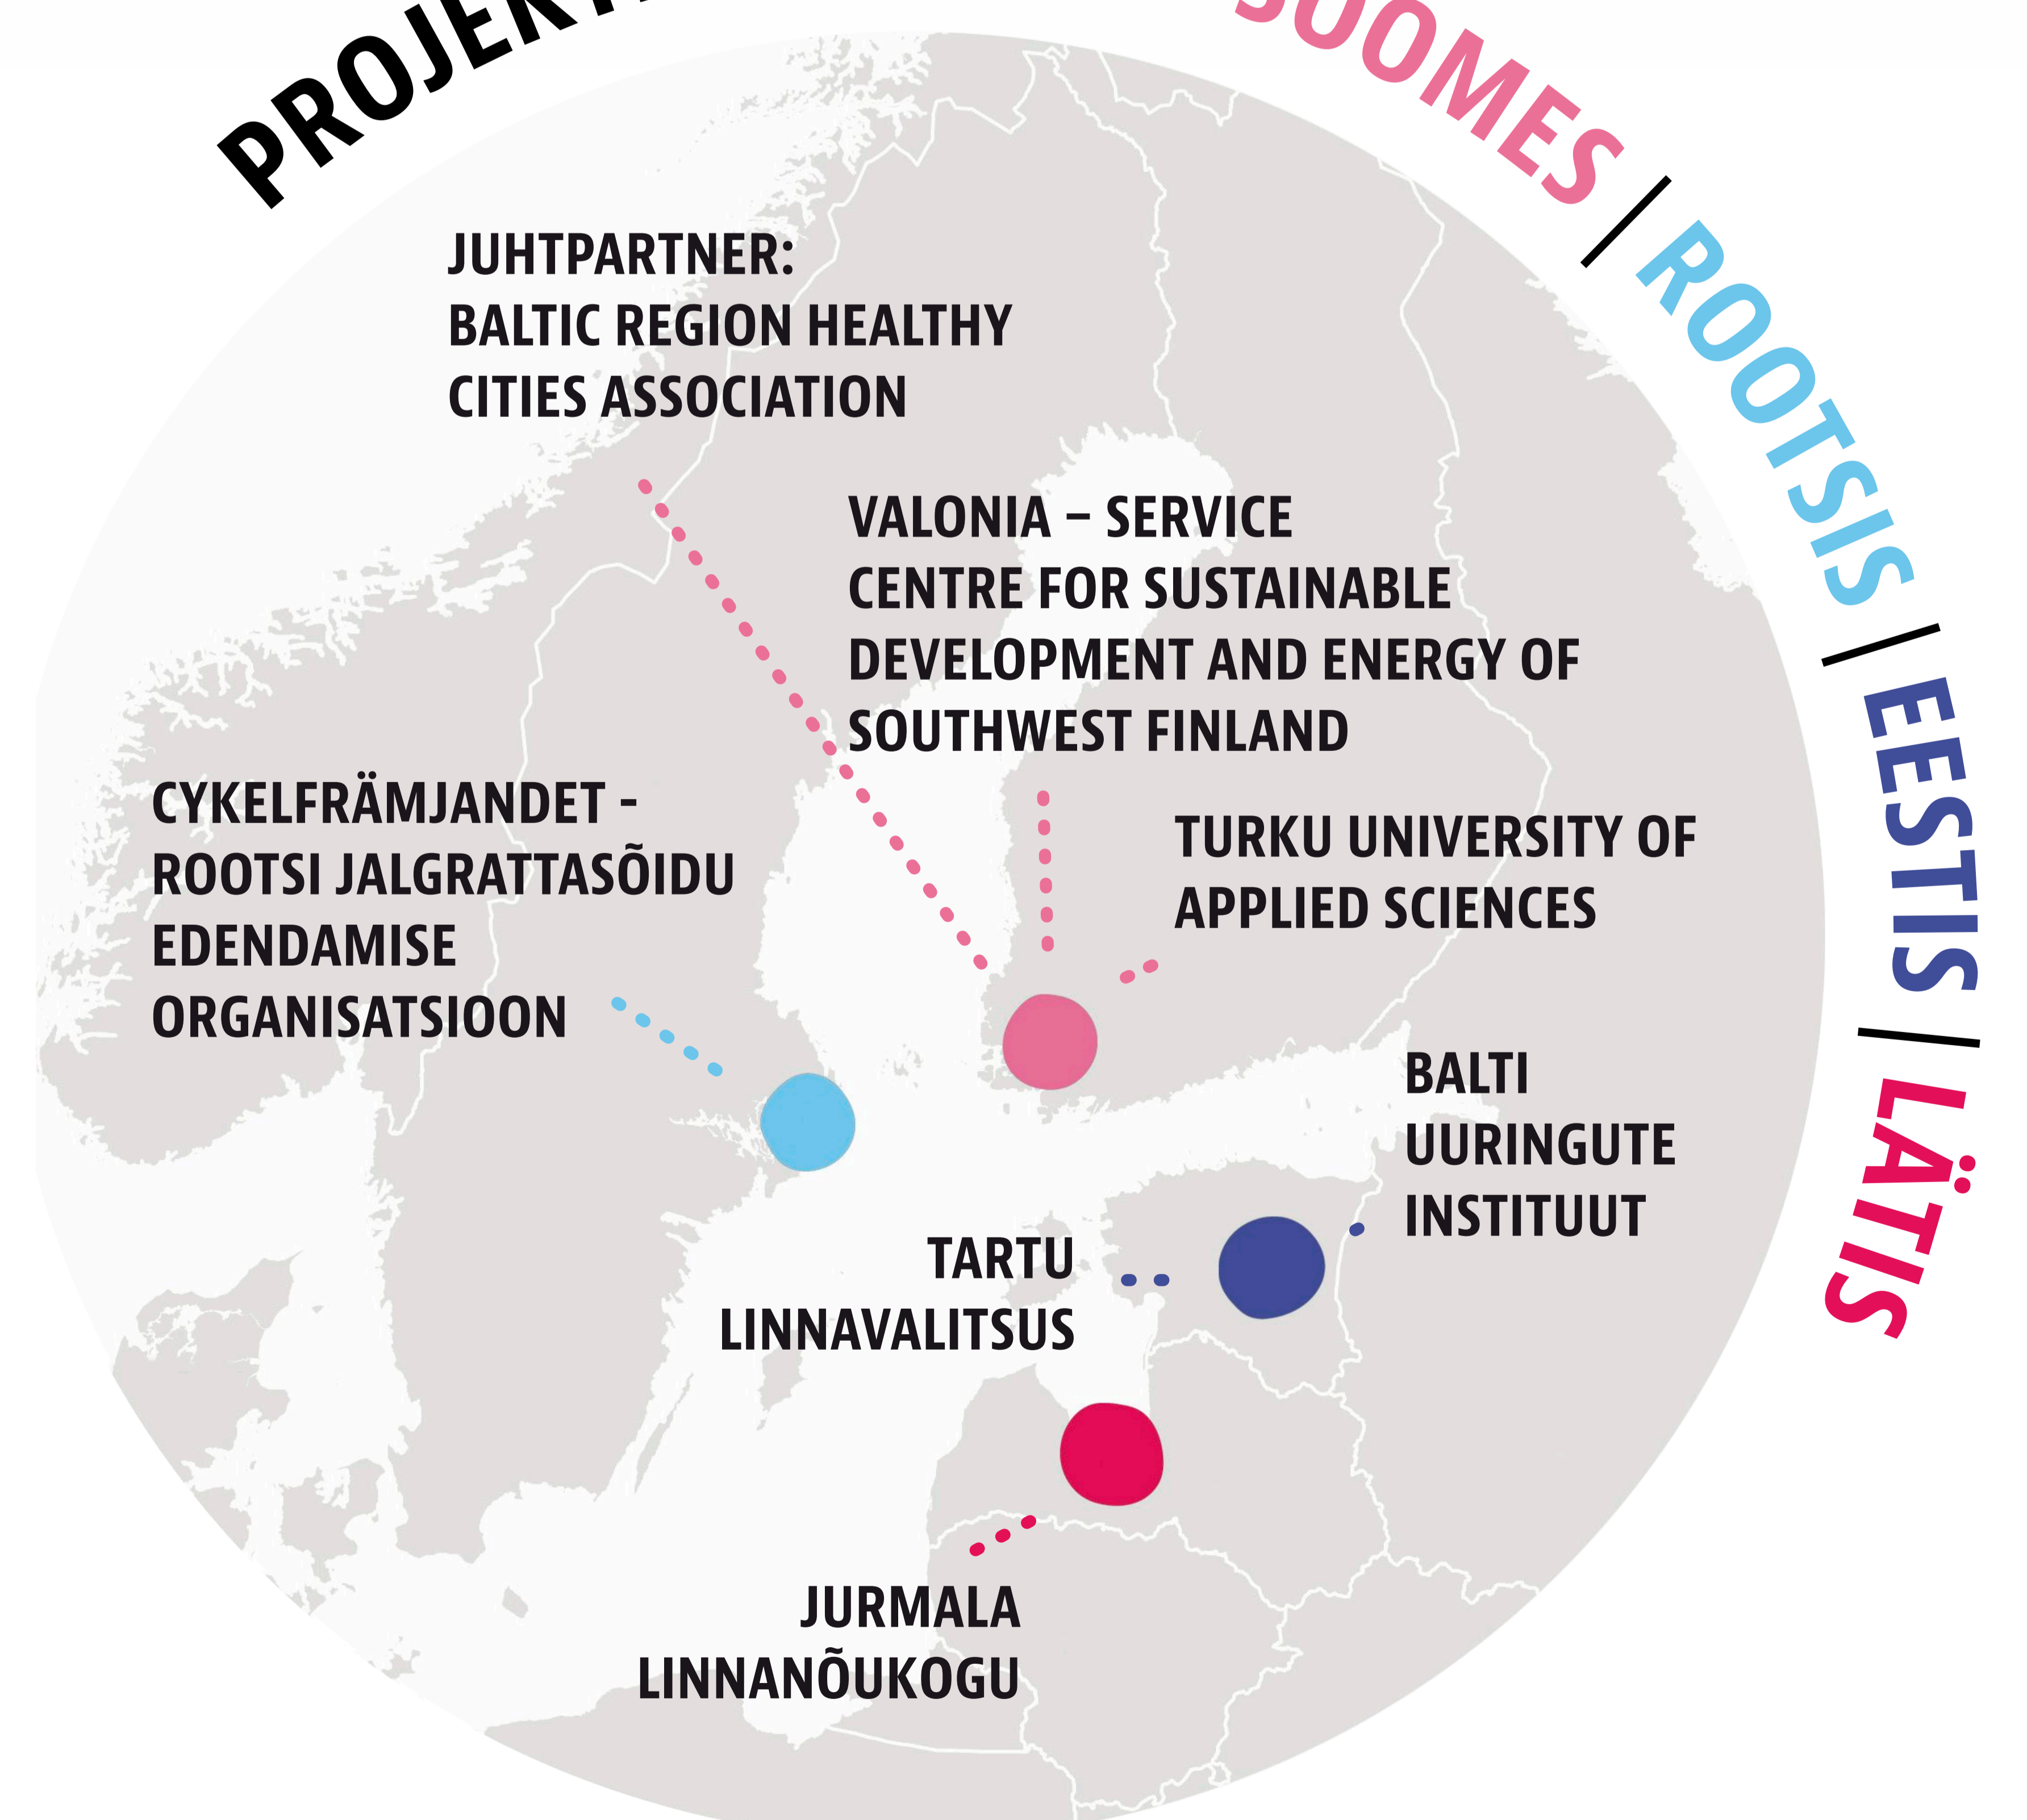 SOOMES | ROOTSIS | EESTIS | LÄTIS
JUHTPARTNER:
BALTIC REGION HEALTHY
CITIES ASSOCIATION
VALONIA – SERVICE
CENTRE FOR SUSTAINABLE
DEVELOPMENT AND ENERGY OF
SOUTHWEST FINLAND
CYKELFRÄMJANDET -
ROOTSI JALGRATTASÕIDU
EDENDAMISE
ORGANISATSIOON
TURKU UNIVERSITY OF
APPLIED SCIENCES
BALTI
UURINGUTE
INSTITUUT
TARTU
LINNAVALITSUS
JURMALA
LINNANÕUKOGU